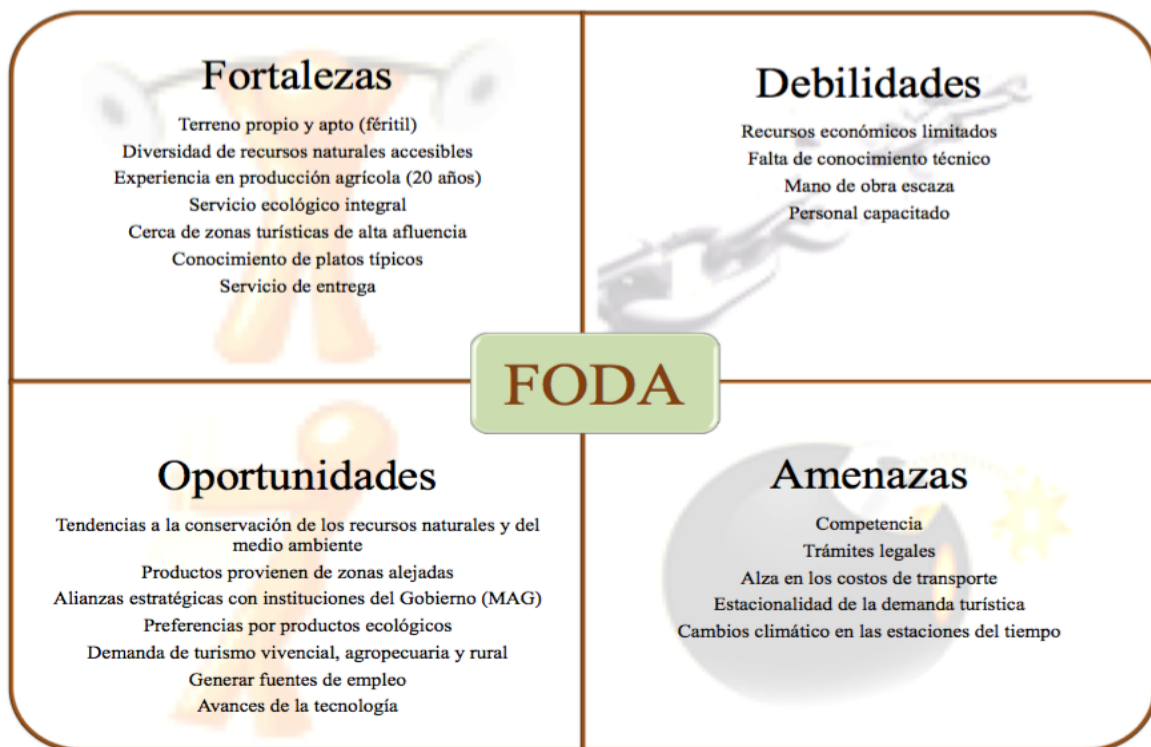 Fortalezas
Terreno propio y apto (féritil)
Diversidad de recursos naturales accesibles
Experiencia en producción agrícola (20 años)
Servicio ecológico integral
Cerca de zonas turísticas de alta afluencia
Conocimiento de platos típicos
Servicio de entrega
Debilidades
Recursos económicos limitados
Falta de conocimiento técnico
Mano de obra escaza
Personal capacitado
FODA
Oportunidades
Tendencias a la conservación de los recursos naturales y del
medio ambiente
Productos provienen de zonas alejadas
Alianzas estratégicas con instituciones del Gobierno (MAG)
Preferencias por productos ecológicos
Demanda de turismo vivencial, agropecuaria y rural
Generar fuentes de empleo
Avances de la tecnología
Amenazas
Competencia
Trámites legales
Alza en los costos de transporte
Estacionalidad de la demanda turística
Cambios climático en las estaciones del tiempo